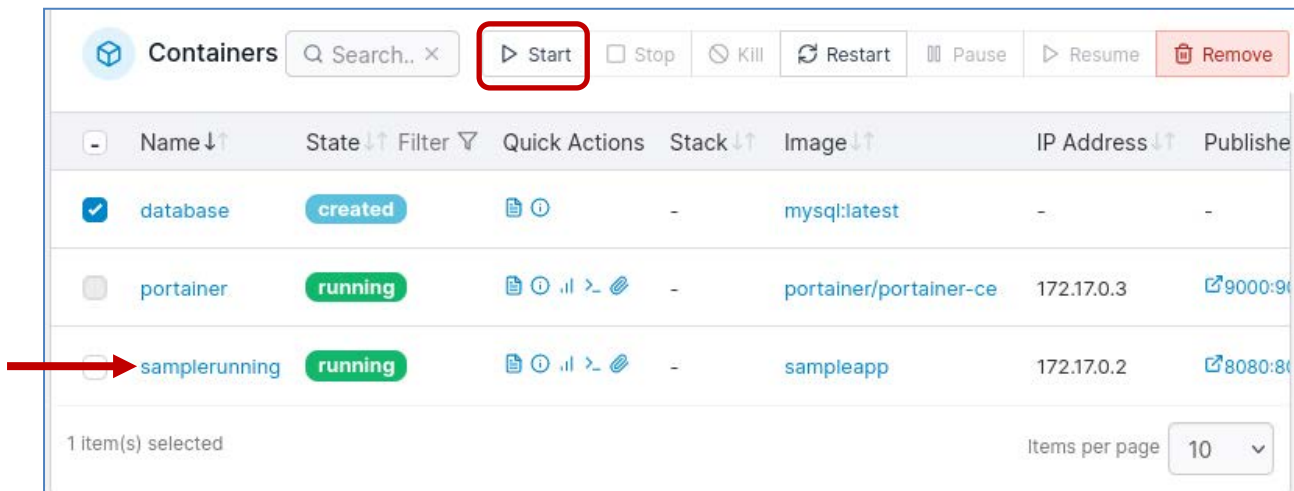 Containers Search.. × Start Stop Kill Restart Pause Resume Remove
Name State Filter Quick Actions Stack Image IP Address Publishe
database created - mysql:latest - -
portainer running - portainer/portainer-ce 172.17.0.3 9000:90
samplerunning running - sampleapp 172.17.0.2 8080:80
1 item(s) selected Items per page 10